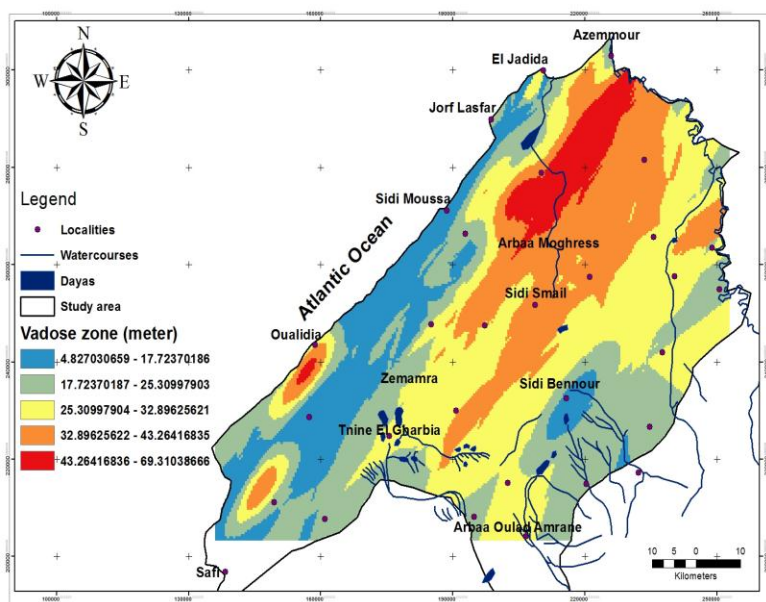 Azemmour
El Jadida
Jorf Lasfar
Sidi Moussa
Atlantic Ocean
Arbaa Moghress
Sidi Smail
Oualidia
Zemamra
Sidi Bennour
Tnine El Gharbia
Arbaa Oulad Amrane
Safi
N
W
E
S
Legend
Localities
Watercourses
Dayas
Study area
Vadose zone (meter)
4.827030659 - 17.72370186
17.72370187 - 25.30997903
25.30997904 - 32.89625621
32.89625622 - 43.26416835
43.26416836 - 69.31038666
10 5 0 10
Kilometers